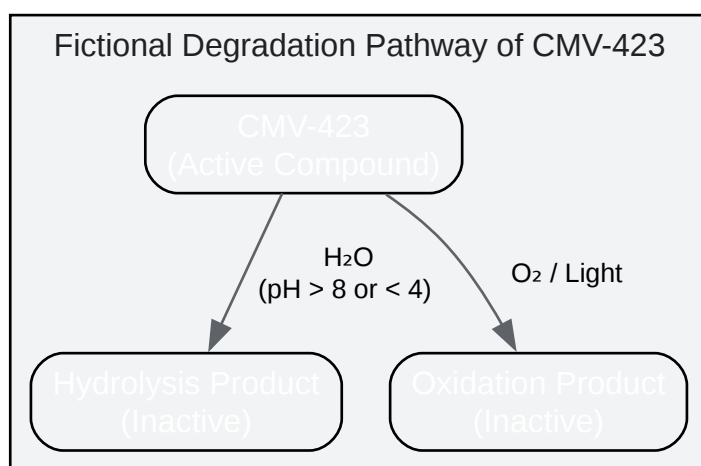 Fictional Degradation Pathway of CMV-423
CMV-423
(Active Compound)
H₂O
(pH > 8 or < 4)
O₂ / Light
Hydrolysis Product
(Inactive)
Oxidation Product
(Inactive)